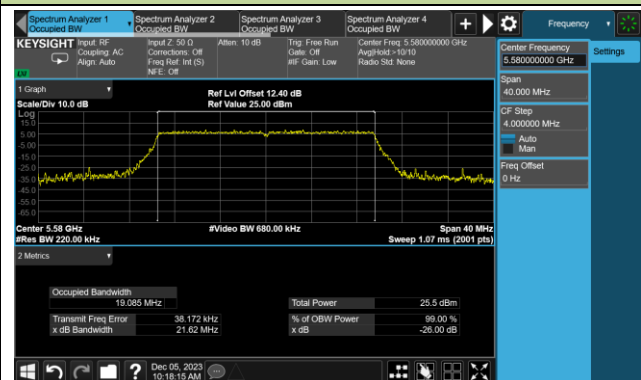 Spectrum Analyzer 1
Occupied BW
Spectrum Analyzer 2
Occupied BW
Spectrum Analyzer 3
Occupied BW
Spectrum Analyzer 4
Occupied BW
+
Frequency
KEYSIGHT
Input: RF
Coupling: AC
Align: Auto
Input Z: 50 Ω
Corrections: Off
Freq Ref: Int (S)
NFE: Off
Atten: 10 dB
Trig: Free Run
Gate: Off
#IF Gain: Low
Center Freq: 5.580000000 GHz
Avg|Hold:>10/10
Radio Std: None
1 Graph
Scale/Div 10.0 dB
Ref Lvl Offset 12.40 dB
Ref Value 25.00 dBm
Log
15.0
5.00
-5.00
-15.0
-25.0
-35.0
-45.0
-55.0
-65.0
Center 5.58 GHz
#Res BW 220.00 kHz
#Video BW 680.00 kHz
Span 40 MHz
Sweep 1.07 ms (2001 pts)
2 Metrics
Occupied Bandwidth
19.085 MHz
Transmit Freq Error 38.172 kHz
x dB Bandwidth 21.62 MHz
Total Power 25.5 dBm
% of OBW Power 99.00 %
x dB -26.00 dB
Center Frequency
5.580000000 GHz
Span
40.000 MHz
CF Step
4.000000 MHz
Auto
Man
Freq Offset
0 Hz
Settings
?
Dec 05, 2023
10:18:15 AM